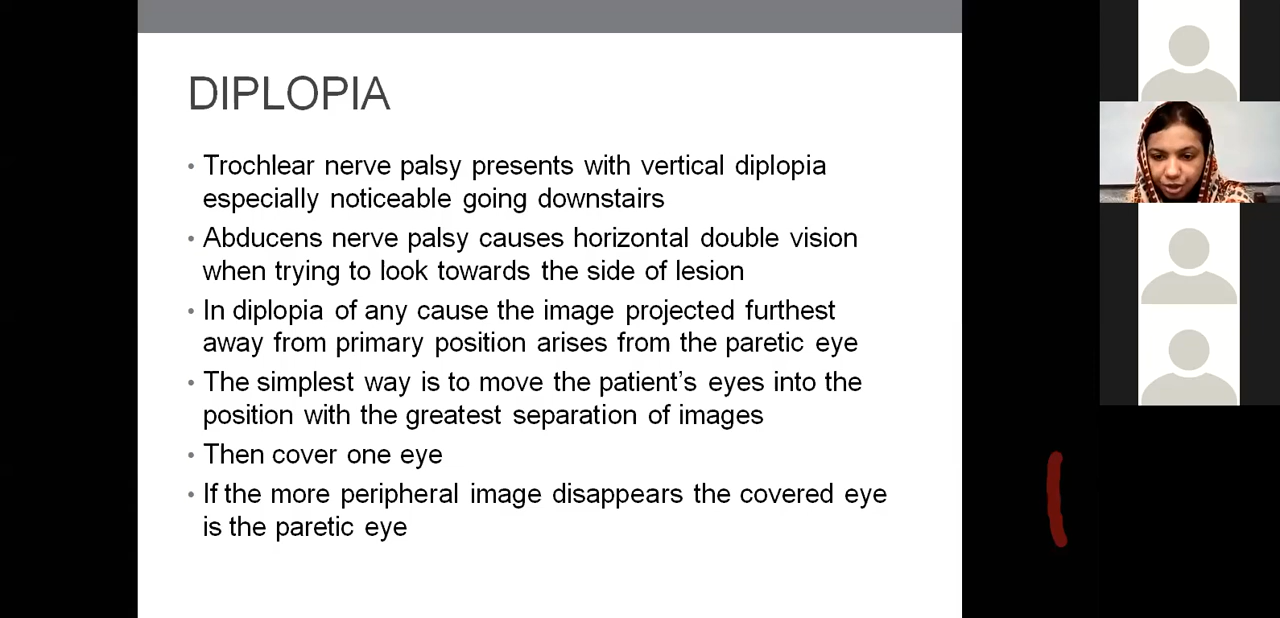 DIPLOPIA
• Trochlear nerve palsy presents with vertical diplopia
especially noticeable going downstairs
• Abducens nerve palsy causes horizontal double vision
when trying to look towards the side of lesion
• In diplopia of any cause the image projected furthest
away from primary position arises from the paretic eye
• The simplest way is to move the patient's eyes into the
position with the greatest separation of images
• Then cover one eye
• If the more peripheral image disappears the covered eye
is the paretic eye